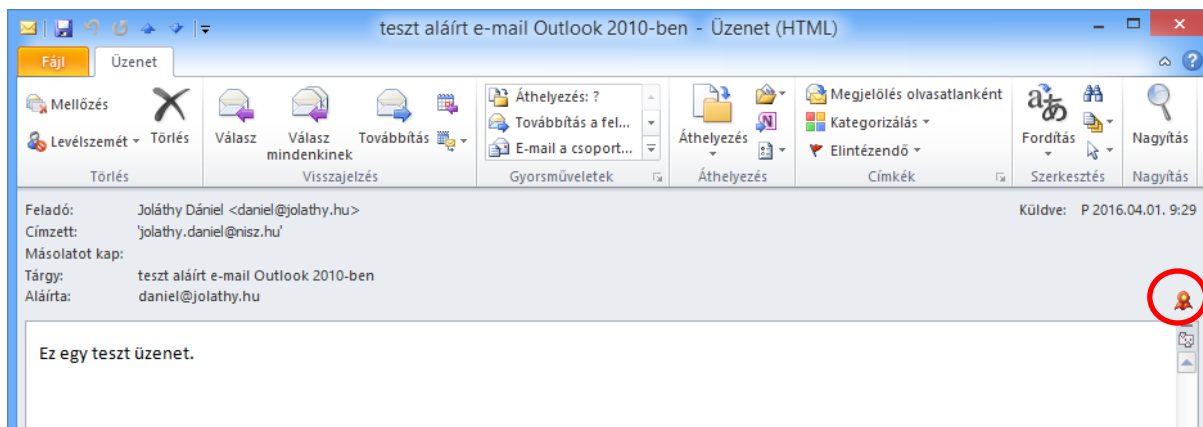 teszt aláírt e-mail Outlook 2010-ben - Üzenet (HTML)
Fájl Üzenet
Mellőzés
Levélszemét
Törlés
Válasz
Válasz mindenkinek
Továbbítás
Áthelyezés: ?
Továbbítás a fel...
E-mail a csoport...
Áthelyezés
Megjelölés olvasatlanként
Kategorizálás
Elintézendő
Fordítás
Nagyítás
Törlés Visszajelzés Gyorsműveletek Áthelyezés Címkék Szerkesztés Nagyítás
Feladó: Joláthy Dániel <daniel@jolathy.hu> Küldve: P 2016.04.01. 9:29
Címzett: 'jolathy.daniel@nisz.hu'
Másolatot kap:
Tárgy: teszt aláírt e-mail Outlook 2010-ben
Aláírta: daniel@jolathy.hu
Ez egy teszt üzenet.